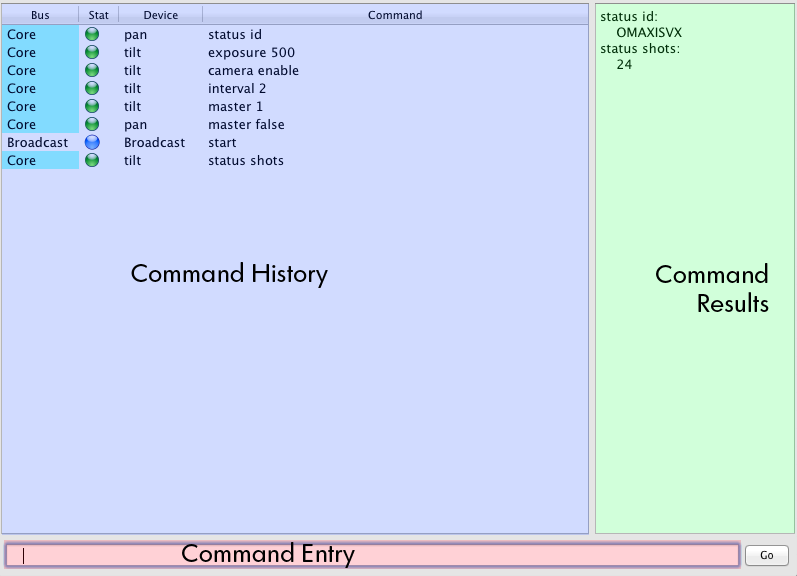 Bus Stat Device Command
Core pan status id
Core tilt exposure 500
Core tilt camera enable
Core tilt interval 2
Core tilt master 1
Core pan master false
Broadcast Broadcast start
Core tilt status shots
Command History
status id:
OMAXISVX
status shots:
24
Command
Results
Command Entry
Go